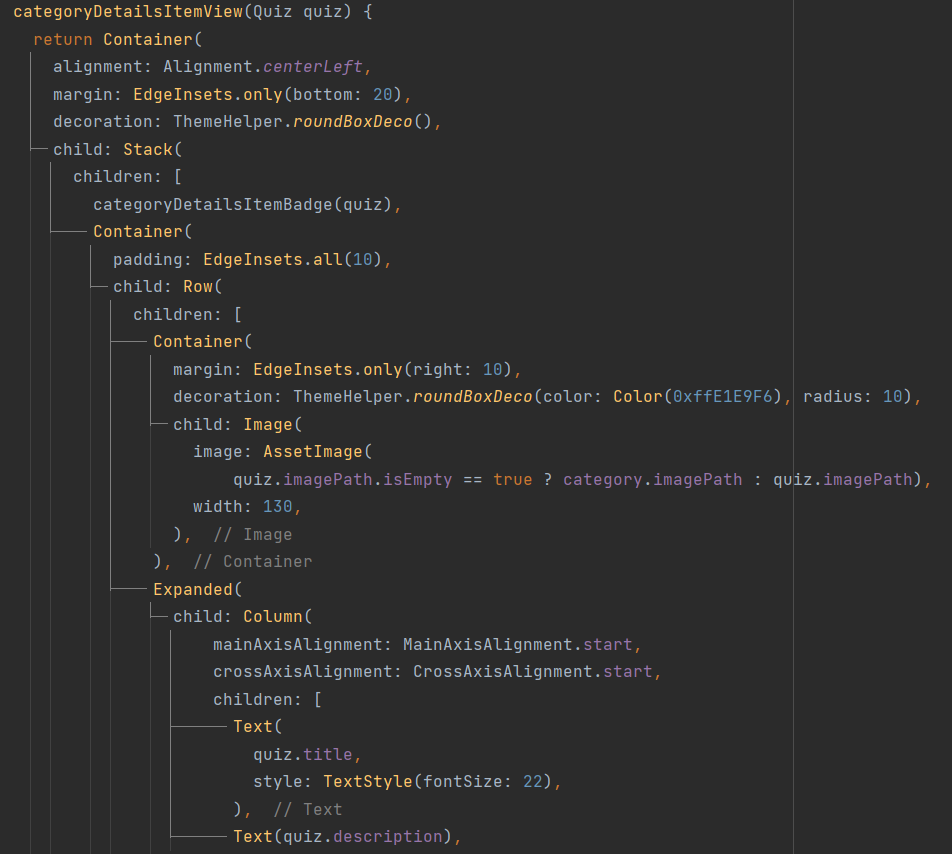 categoryDetailsItemView(Quiz quiz) {
return Container(
alignment: Alignment.centerLeft,
margin: EdgeInsets.only(bottom: 20),
decoration: ThemeHelper.roundBoxDeco(),
child: Stack(
children: [
categoryDetailsItemBadge(quiz),
Container(
padding: EdgeInsets.all(10),
child: Row(
children: [
Container(
margin: EdgeInsets.only(right: 10),
decoration: ThemeHelper.roundBoxDeco(color: Color(0xffE1E9F6), radius: 10),
child: Image(
image: AssetImage(
quiz.imagePath.isEmpty == true ? category.imagePath : quiz.imagePath),
width: 130,
), // Image
), // Container
Expanded(
child: Column(
mainAxisAlignment: MainAxisAlignment.start,
crossAxisAlignment: CrossAxisAlignment.start,
children: [
Text(
quiz.title,
style: TextStyle(fontSize: 22),
), // Text
Text(quiz.description),